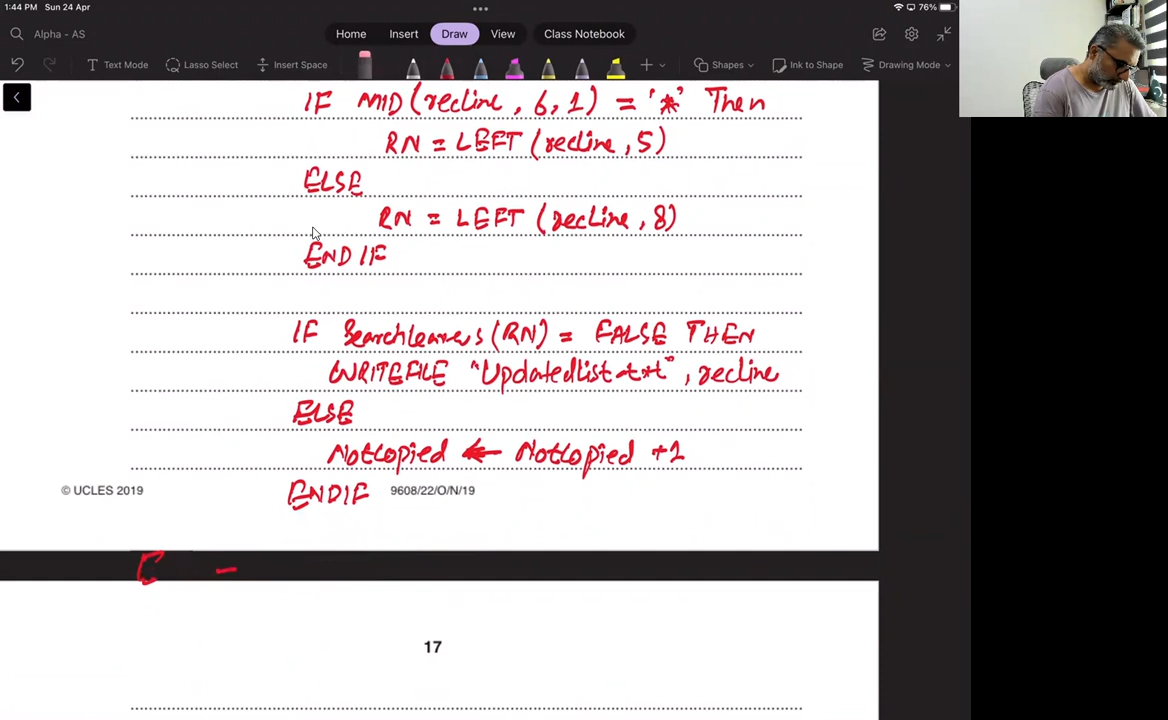 1:44 PM Sun 24 Apr
76%
Alpha - AS
Home Insert Draw View Class Notebook
Text Mode Lasso Select Insert Space Shapes Ink to Shape Drawing Mode
IF MID(recline, 6, 1) = '*' Then
RN = LEFT (recline, 5)
ELSE
RN = LEFT (recline, 8)
ENDIF
IF Searchleavers(RN) = FALSE THEN
WRITEFILE "UpdatedList.txt", recline
ELSE
Notcopied ← Notcopied +1
ENDIF
© UCLES 2019 9608/22/O/N/19
17